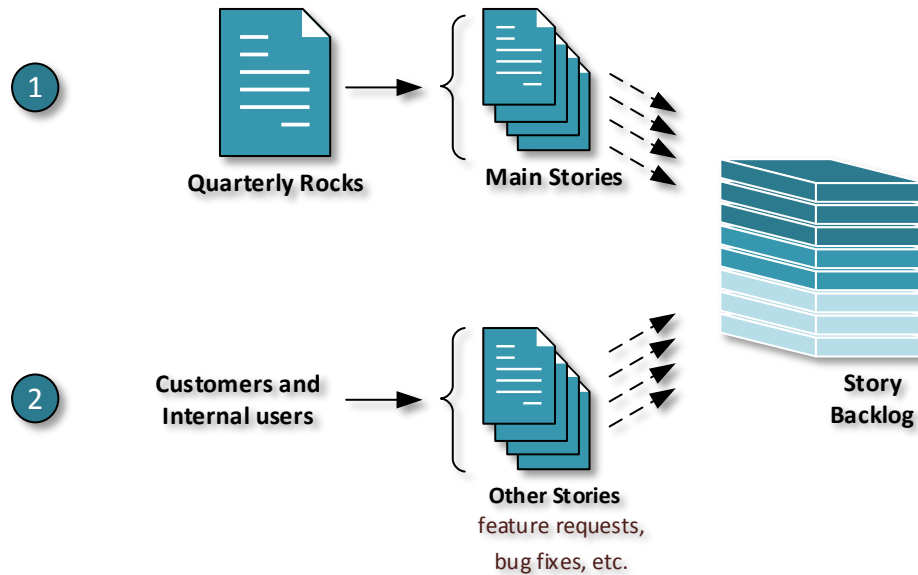 1
Quarterly Rocks
Main Stories
2
Customers and
Internal users
Other Stories
feature requests,
bug fixes, etc.
Story
Backlog